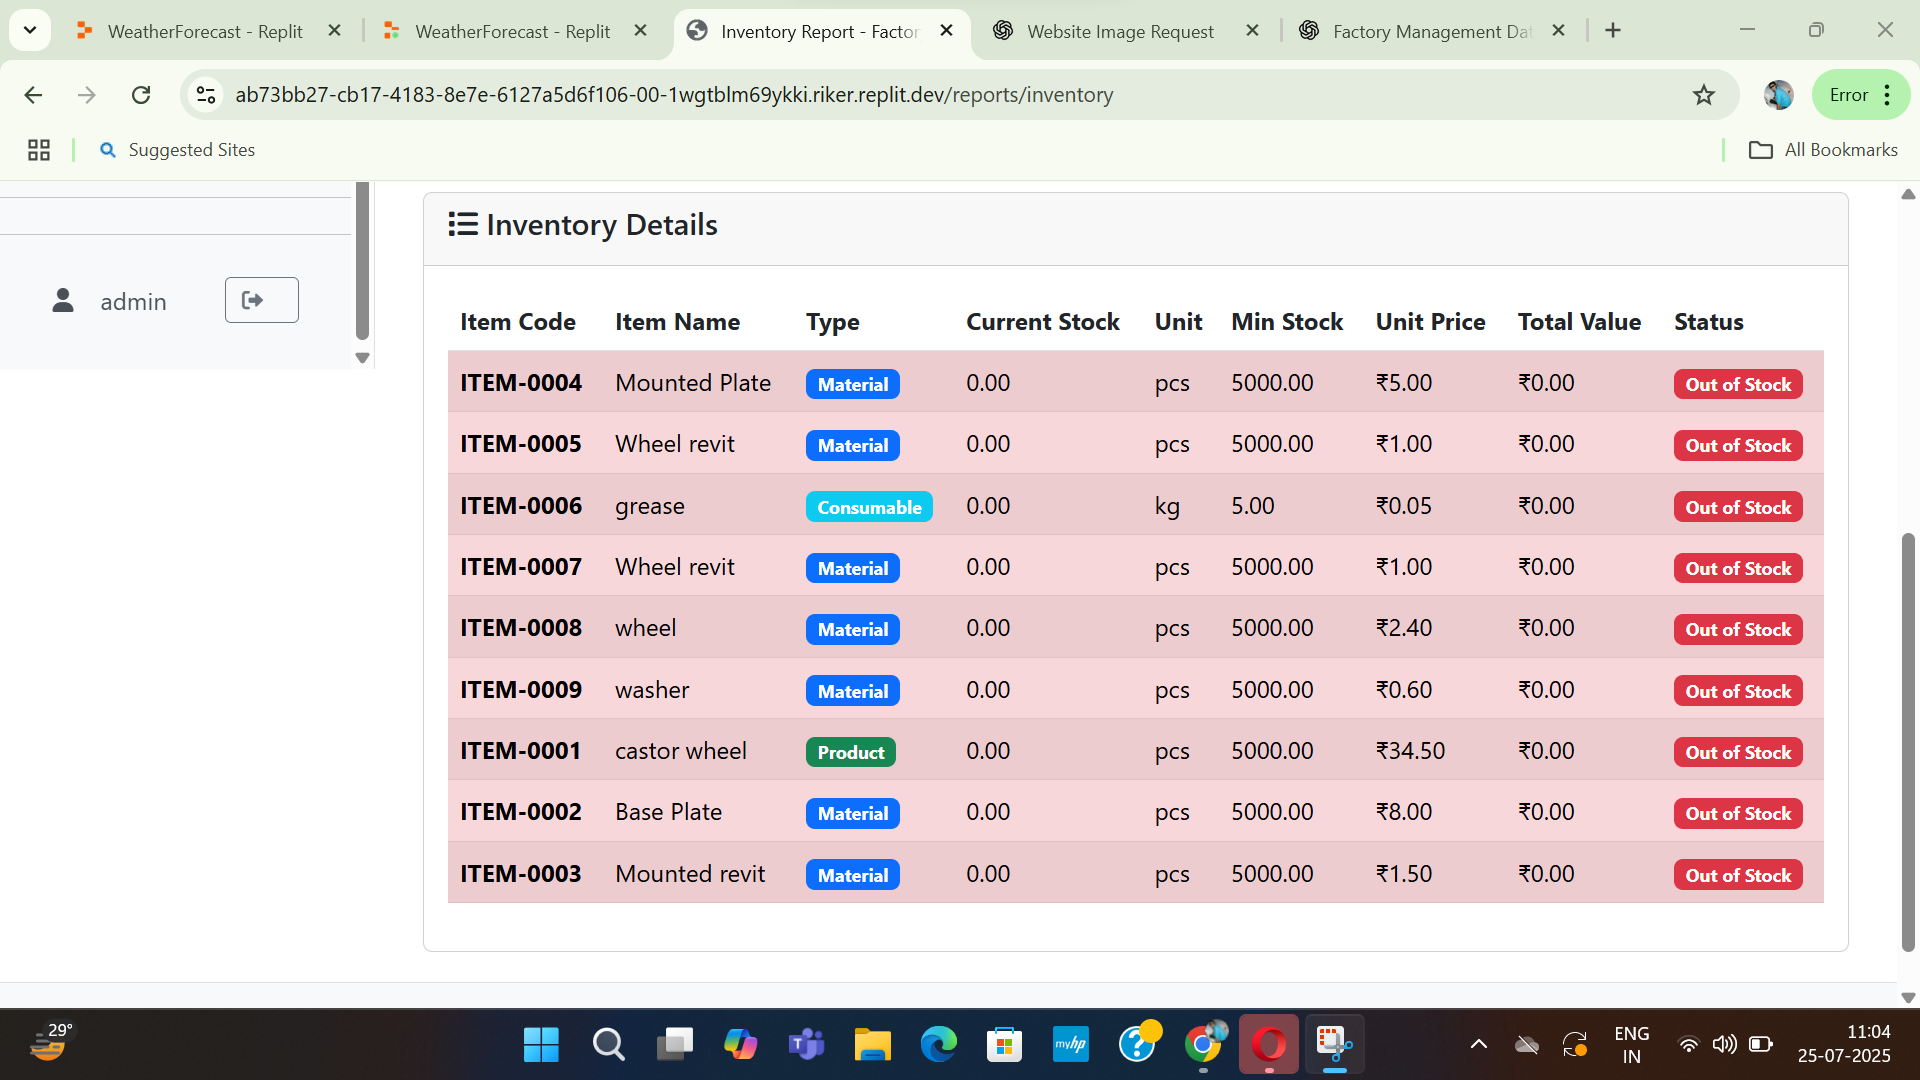 WeatherForecast - Replit
WeatherForecast - Replit
Inventory Report - Factor
Website Image Request
Factory Management Dat
ab73bb27-cb17-4183-8e7e-6127a5d6f106-00-1wgtblm69ykki.riker.replit.dev/reports/inventory
Error
Suggested Sites
All Bookmarks
admin
Inventory Details
Item Code Item Name Type Current Stock Unit Min Stock Unit Price Total Value Status
ITEM-0004 Mounted Plate Material 0.00 pcs 5000.00 ₹5.00 ₹0.00 Out of Stock
ITEM-0005 Wheel revit Material 0.00 pcs 5000.00 ₹1.00 ₹0.00 Out of Stock
ITEM-0006 grease Consumable 0.00 kg 5.00 ₹0.05 ₹0.00 Out of Stock
ITEM-0007 Wheel revit Material 0.00 pcs 5000.00 ₹1.00 ₹0.00 Out of Stock
ITEM-0008 wheel Material 0.00 pcs 5000.00 ₹2.40 ₹0.00 Out of Stock
ITEM-0009 washer Material 0.00 pcs 5000.00 ₹0.60 ₹0.00 Out of Stock
ITEM-0001 castor wheel Product 0.00 pcs 5000.00 ₹34.50 ₹0.00 Out of Stock
ITEM-0002 Base Plate Material 0.00 pcs 5000.00 ₹8.00 ₹0.00 Out of Stock
ITEM-0003 Mounted revit Material 0.00 pcs 5000.00 ₹1.50 ₹0.00 Out of Stock
29°
myhp
ENG
IN
11:04
25-07-2025